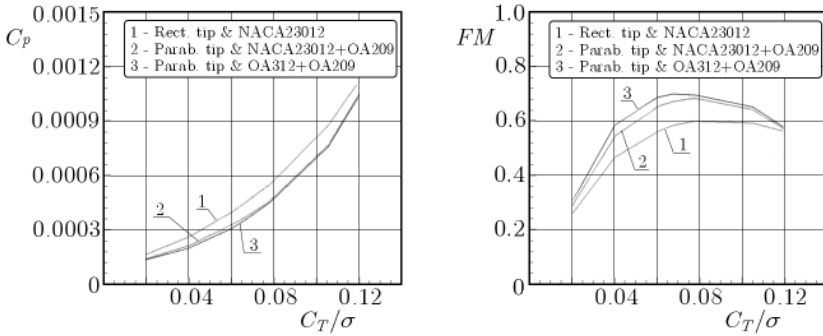 C_p
0.0015
0.0012
0.0009
0.0006
0.0003
0
1 - Rect. tip & NACA23012
2 - Parab. tip & NACA23012+OA209
3 - Parab. tip & OA312+OA209
2
1
3
0.04
0.08
0.12
C_T/σ
FM
1.0
0.8
0.6
0.4
0.2
0
1 - Rect. tip & NACA23012
2 - Parab. tip & NACA23012+OA209
3 - Parab. tip & OA312+OA209
3
1
2
0.04
0.08
0.12
C_T/σ